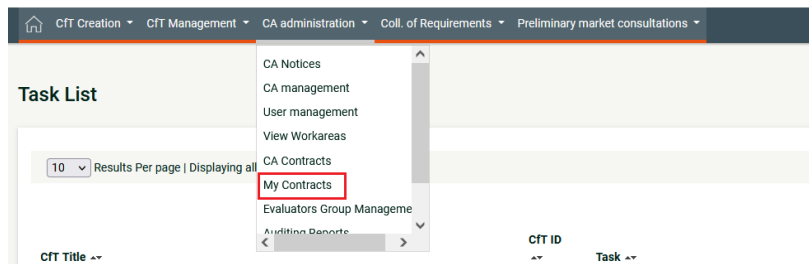 CfT Creation CfT Management CA administration Coll. of Requirements Preliminary market consultations
CA Notices
CA management
User management
View Workareas
CA Contracts
My Contracts
Evaluators Group Manageme
Auditing Reports
Task List
10 Results Per page | Displaying all
CfT Title
CfT ID
Task